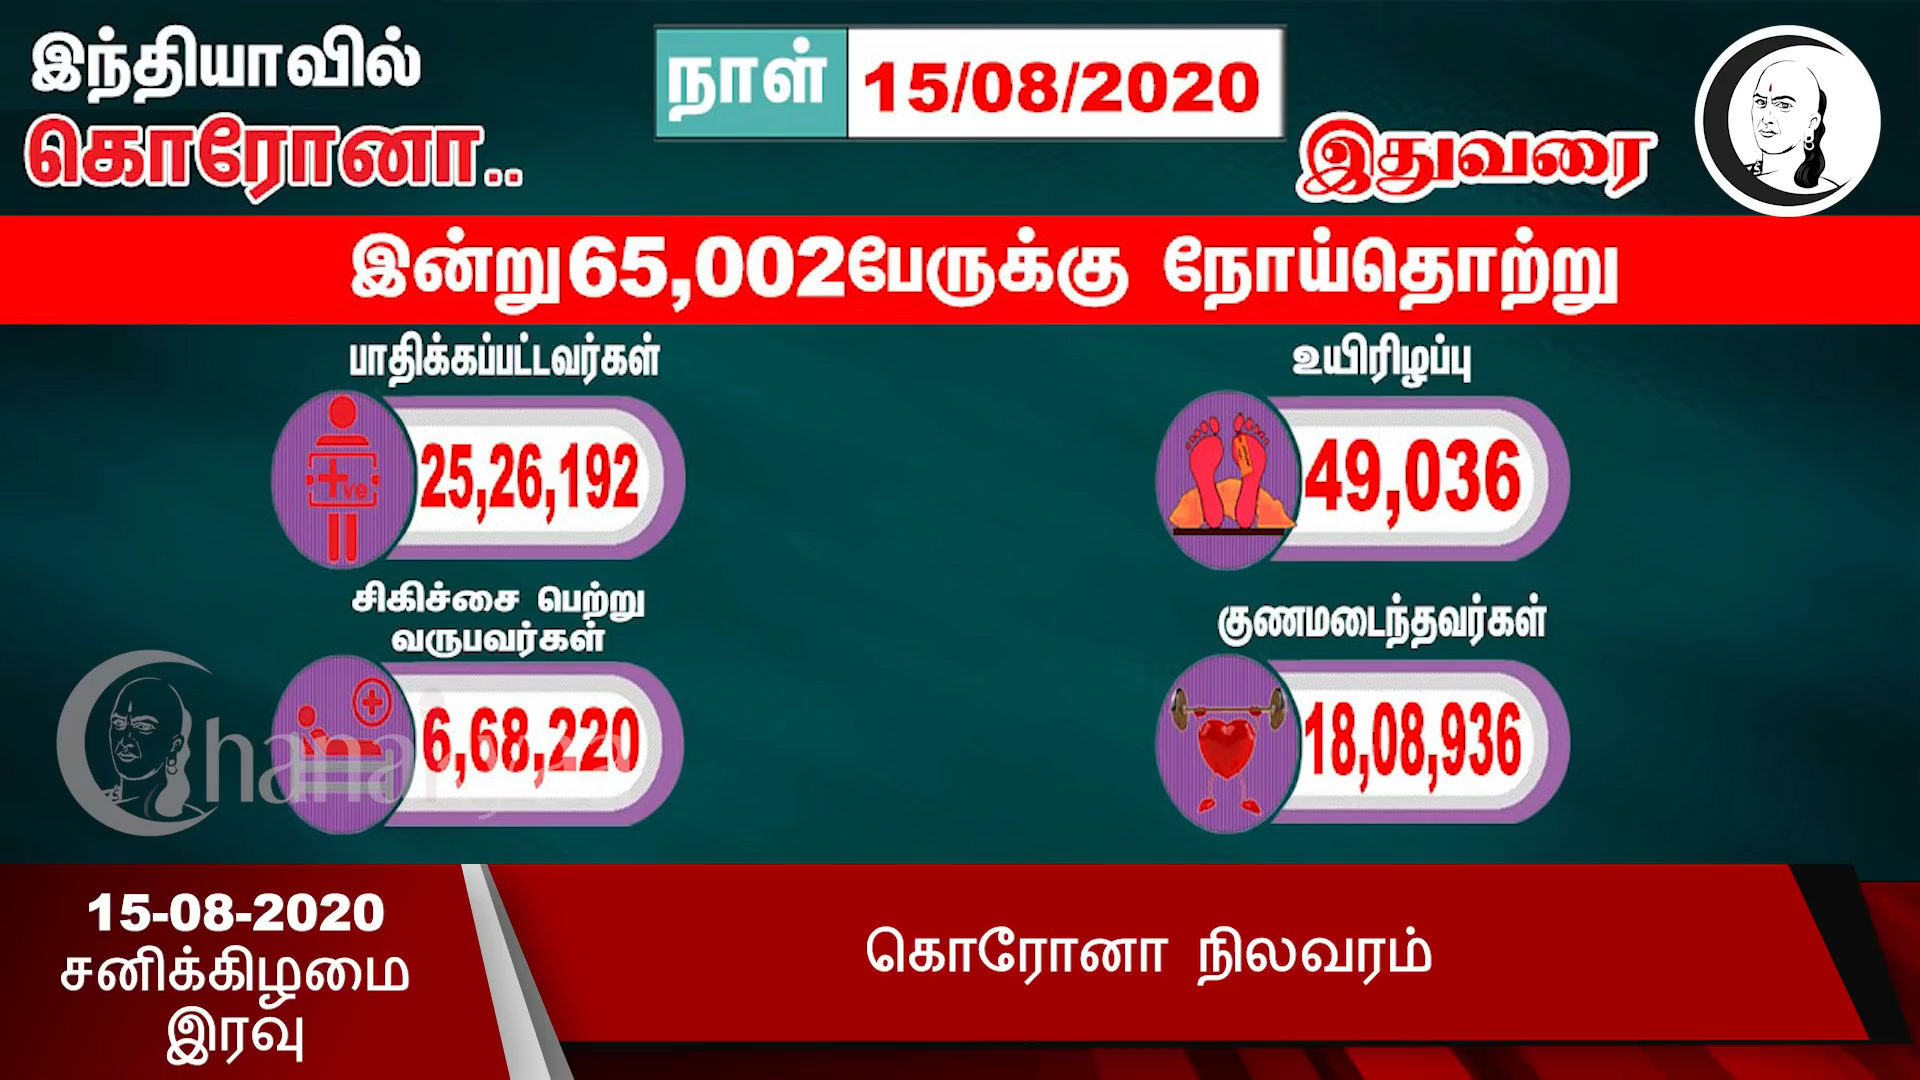 இந்தியாவில்
கொரோனா..
நாள் 15/08/2020
இதுவரை
இன்று 65,002 பேருக்கு நோய்தொற்று
பாதிக்கப்பட்டவர்கள்
உயிரிழப்பு
+ve
25,26,192
49,036
சிகிச்சை பெற்று
வருபவர்கள்
குணமடைந்தவர்கள்
6,68,220
18,08,936
Chanakyaa
15-08-2020
சனிக்கிழமை
இரவு
கொரோனா நிலவரம்